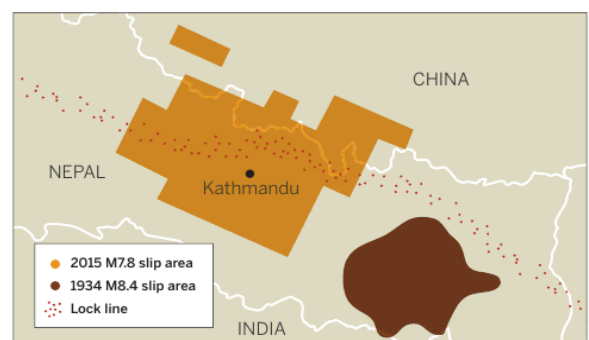 CHINA
NEPAL
Kathmandu
2015 M7.8 slip area
1934 M8.4 slip area
Lock line
INDIA